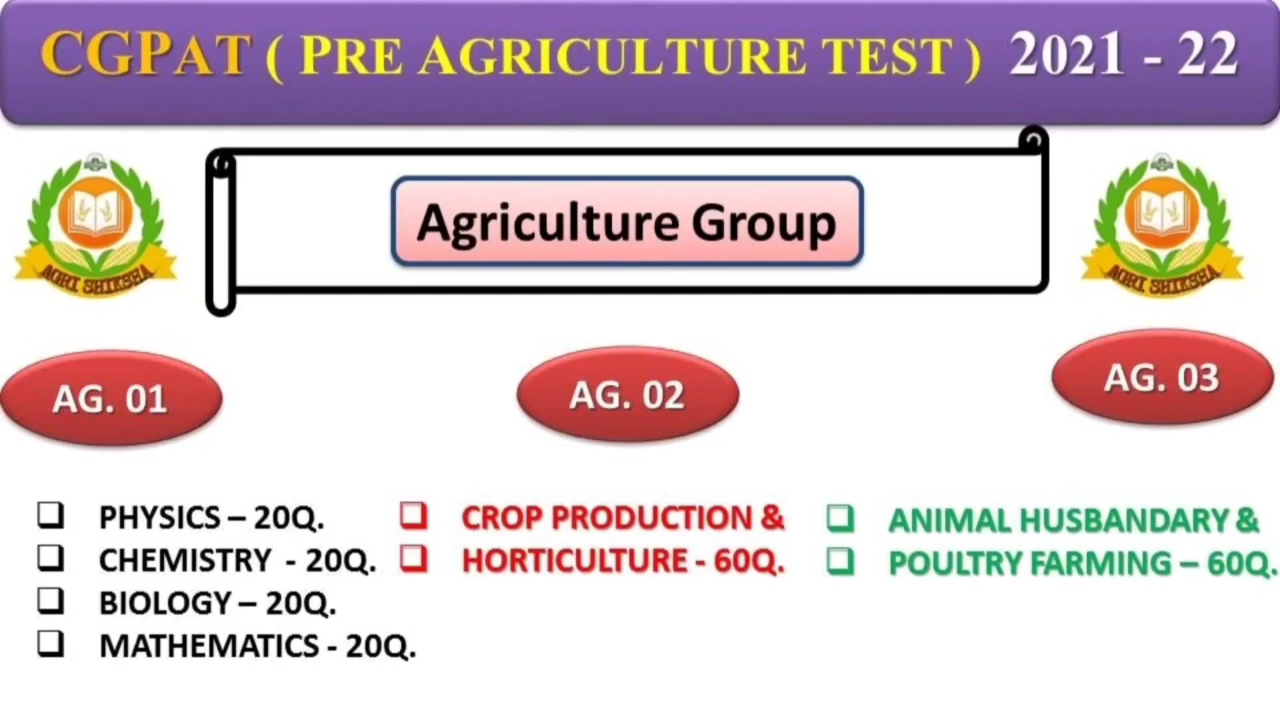 CGPAT ( PRE AGRICULTURE TEST ) 2021 - 22
Agriculture Group
AGRI SHIKSHA
AGRI SHIKSHA
AG. 01
AG. 02
AG. 03
PHYSICS – 20Q.
CHEMISTRY - 20Q.
BIOLOGY – 20Q.
MATHEMATICS - 20Q.
CROP PRODUCTION &
HORTICULTURE - 60Q.
ANIMAL HUSBANDARY &
POULTRY FARMING – 60Q.